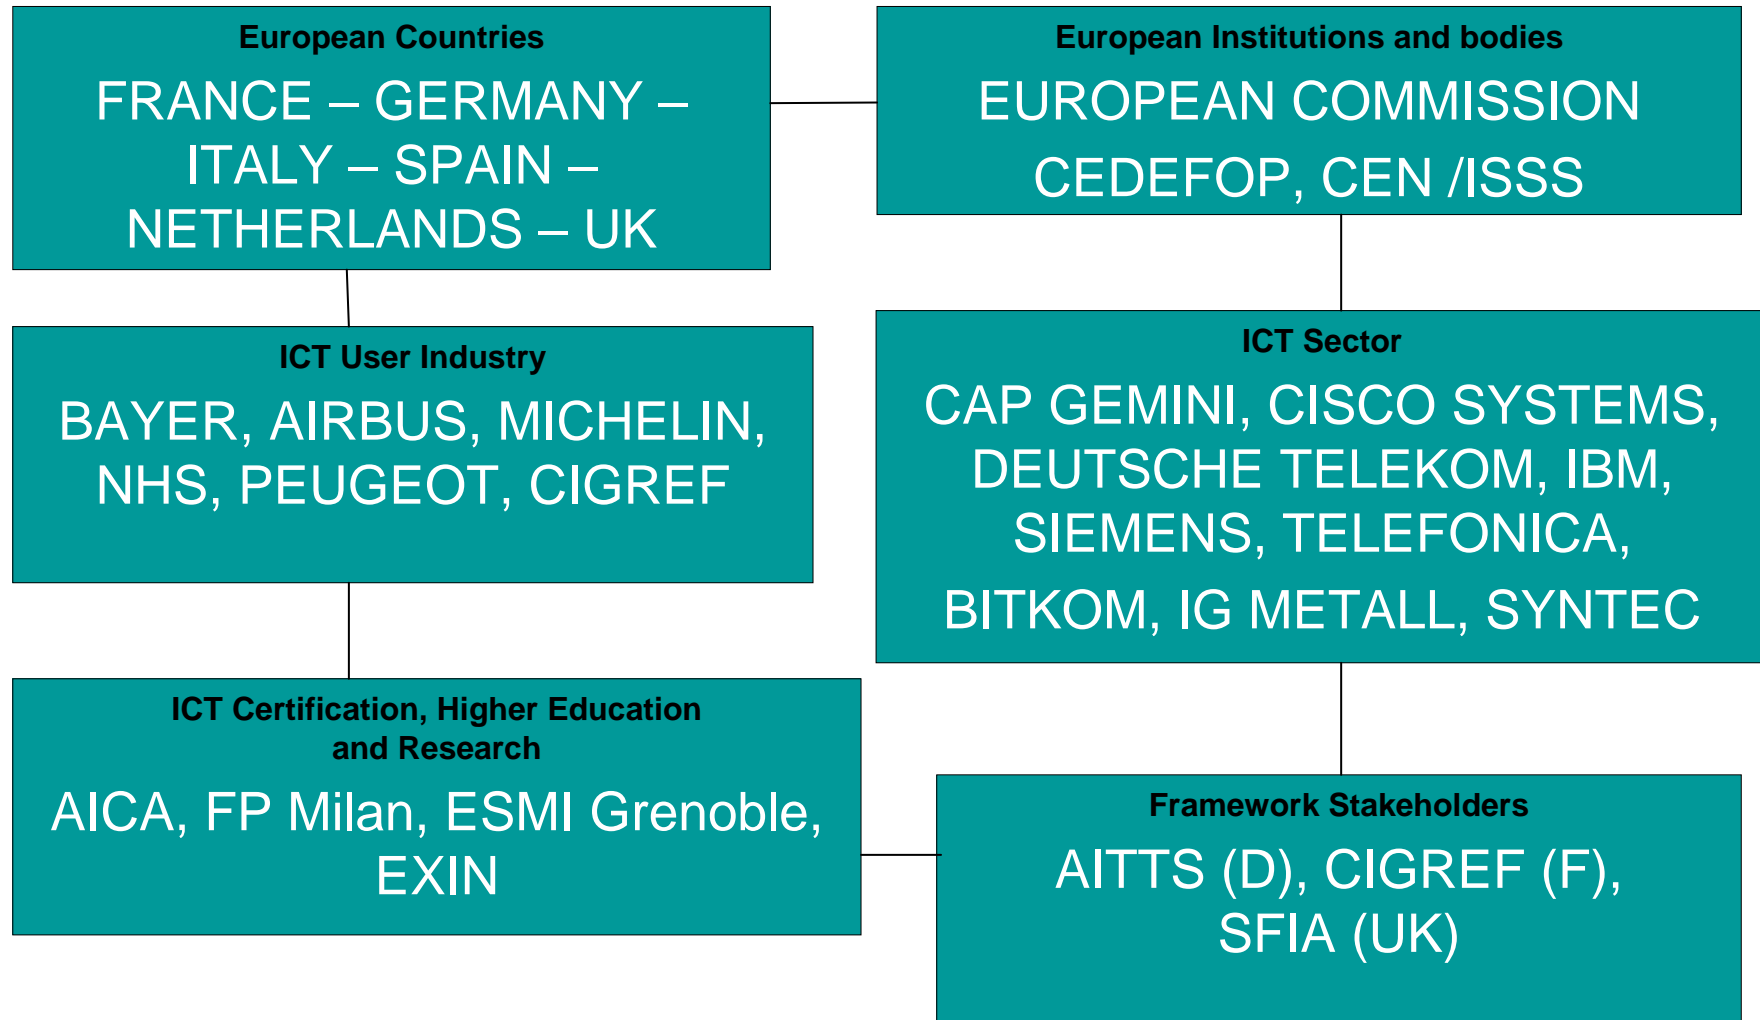 European Countries
FRANCE – GERMANY –
ITALY – SPAIN –
NETHERLANDS – UK
European Institutions and bodies
EUROPEAN COMMISSION
CEDEFOP, CEN /ISSS
ICT User Industry
BAYER, AIRBUS, MICHELIN,
NHS, PEUGEOT, CIGREF
ICT Sector
CAP GEMINI, CISCO SYSTEMS,
DEUTSCHE TELEKOM, IBM,
SIEMENS, TELEFONICA,
BITKOM, IG METALL, SYNTEC
ICT Certification, Higher Education
and Research
AICA, FP Milan, ESMI Grenoble,
EXIN
Framework Stakeholders
AITTS (D), CIGREF (F),
SFIA (UK)